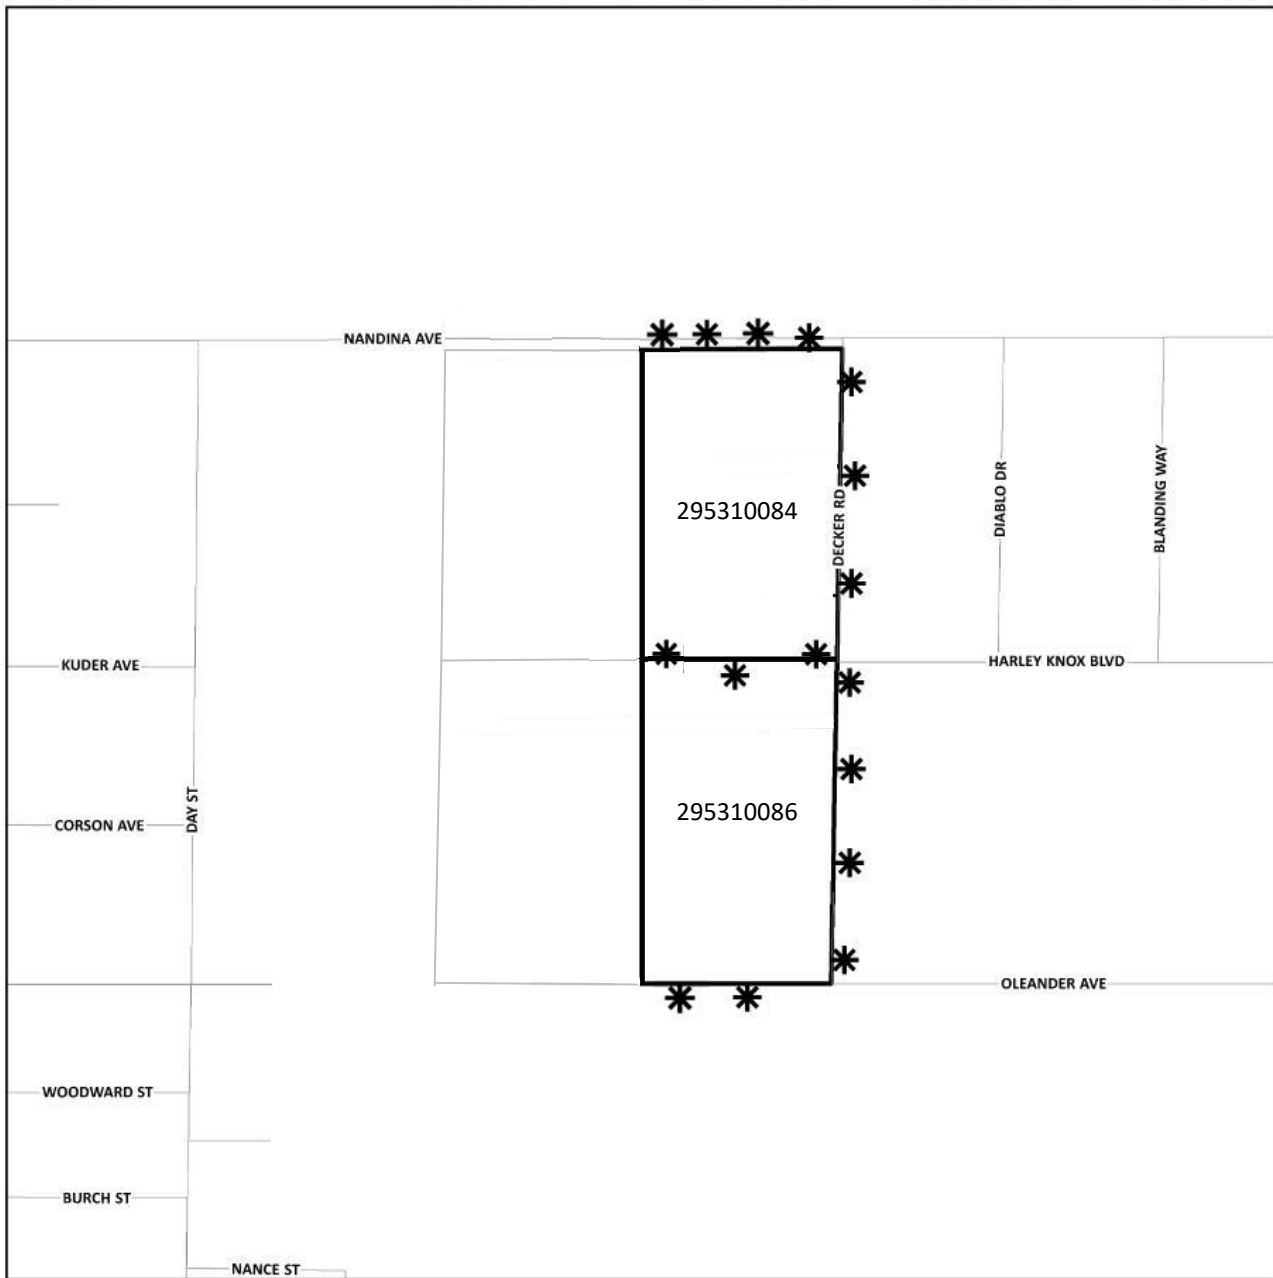 NANDINA AVE
295310084
DECKER RD
DIABLO DR
BLANDING WAY
KUDER AVE
HARLEY KNOX BLVD
DAY ST
CORSON AVE
295310086
OLEANDER AVE
WOODWARD ST
BURCH ST
NANCE ST